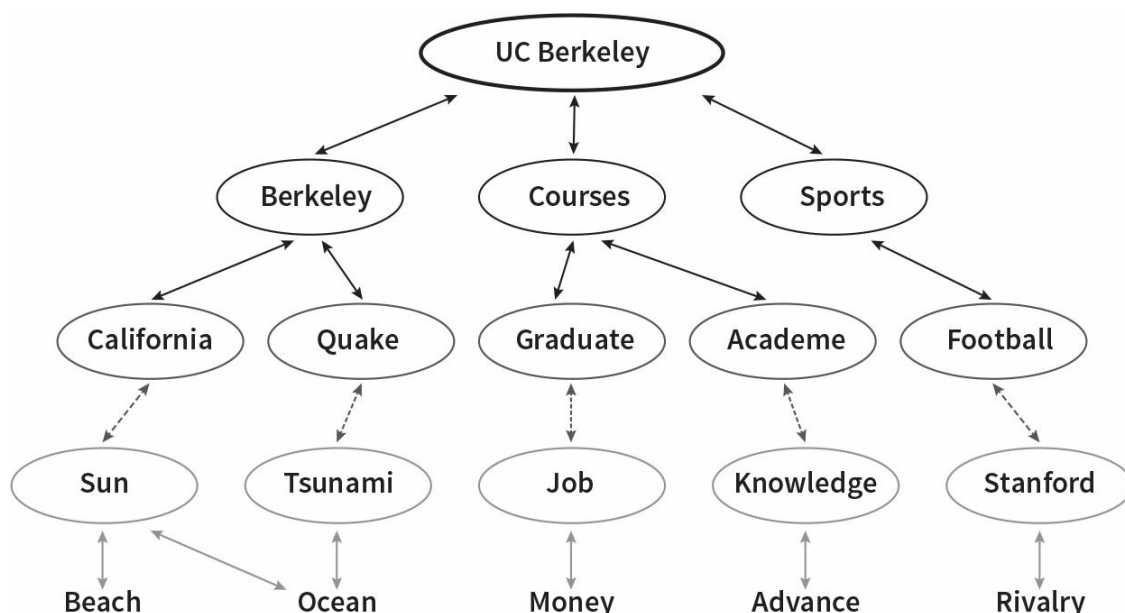 UC Berkeley
Berkeley
Courses
Sports
California
Quake
Graduate
Academe
Football
Sun
Tsunami
Job
Knowledge
Stanford
Beach
Ocean
Money
Advance
Rivalry